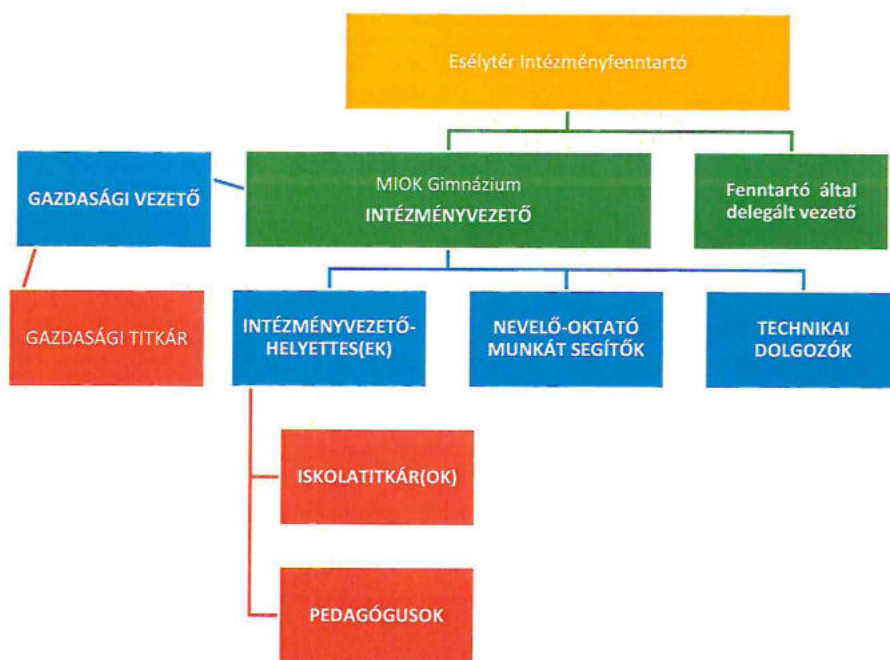 Esélytér Intézményfenntartó
GAZDASÁGI VEZETŐ
MIOK Gimnázium
INTÉZMÉNYVEZETŐ
Fenntartó által
delegált vezető
GAZDASÁGI TITKÁR
INTÉZMÉNYVEZETŐ-
HELYETTES(EK)
NEVELŐ-OKTATÓ
MUNKÁT SEGÍTŐK
TECHNIKAI
DOLGOZÓK
ISKOLATITKÁR(OK)
PEDAGÓGUSOK